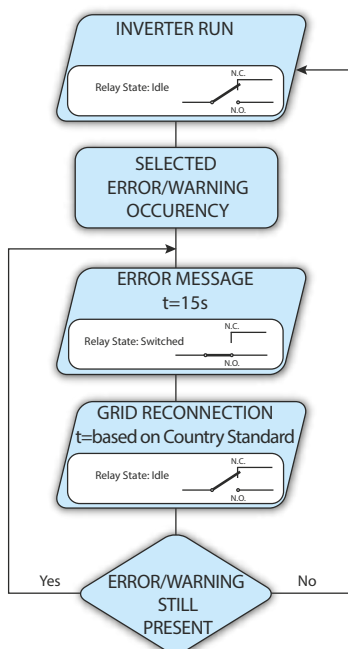 INVERTER RUN
Relay State: Idle
N.C.
N.O.
SELECTED
ERROR/WARNING
OCCURENCY
ERROR MESSAGE
t=15s
Relay State: Switched
N.C.
N.O.
GRID RECONNECTION
t=based on Country Standard
Relay State: Idle
N.C.
N.O.
Yes
ERROR/WARNING
STILL
PRESENT
No